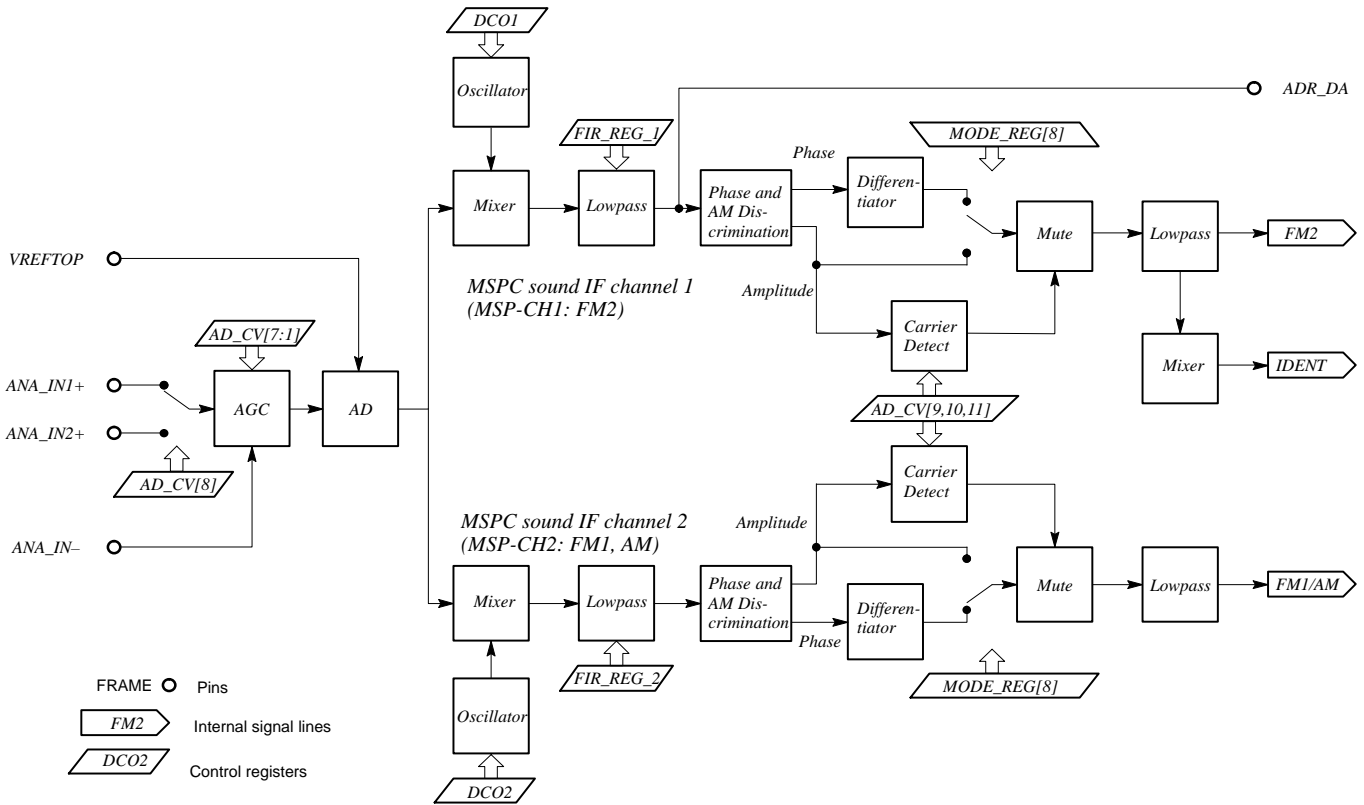 DCO1
Oscillator
ADR_DA
FIR_REG_1
MODE_REG[8]
Phase
Mixer
Lowpass
Phase and
AM Dis-
crimination
Differen-
tiator
Mute
Lowpass
FM2
VREFTOP
MSPC sound IF channel 1
(MSP-CH1: FM2)
Amplitude
AD_CV[7:1]
Carrier
Detect
Mixer
IDENT
ANA_IN1+
AGC
AD
AD_CV[9,10,11]
ANA_IN2+
AD_CV[8]
Carrier
Detect
MSPC sound IF channel 2
(MSP-CH2: FM1, AM)
Amplitude
ANA_IN–
Mixer
Lowpass
Phase and
AM Dis-
crimination
Differen-
tiator
Mute
Lowpass
FM1/AM
Phase
FIR_REG_2
MODE_REG[8]
FRAME
Pins
Oscillator
FM2
Internal signal lines
DCO2
Control registers
DCO2